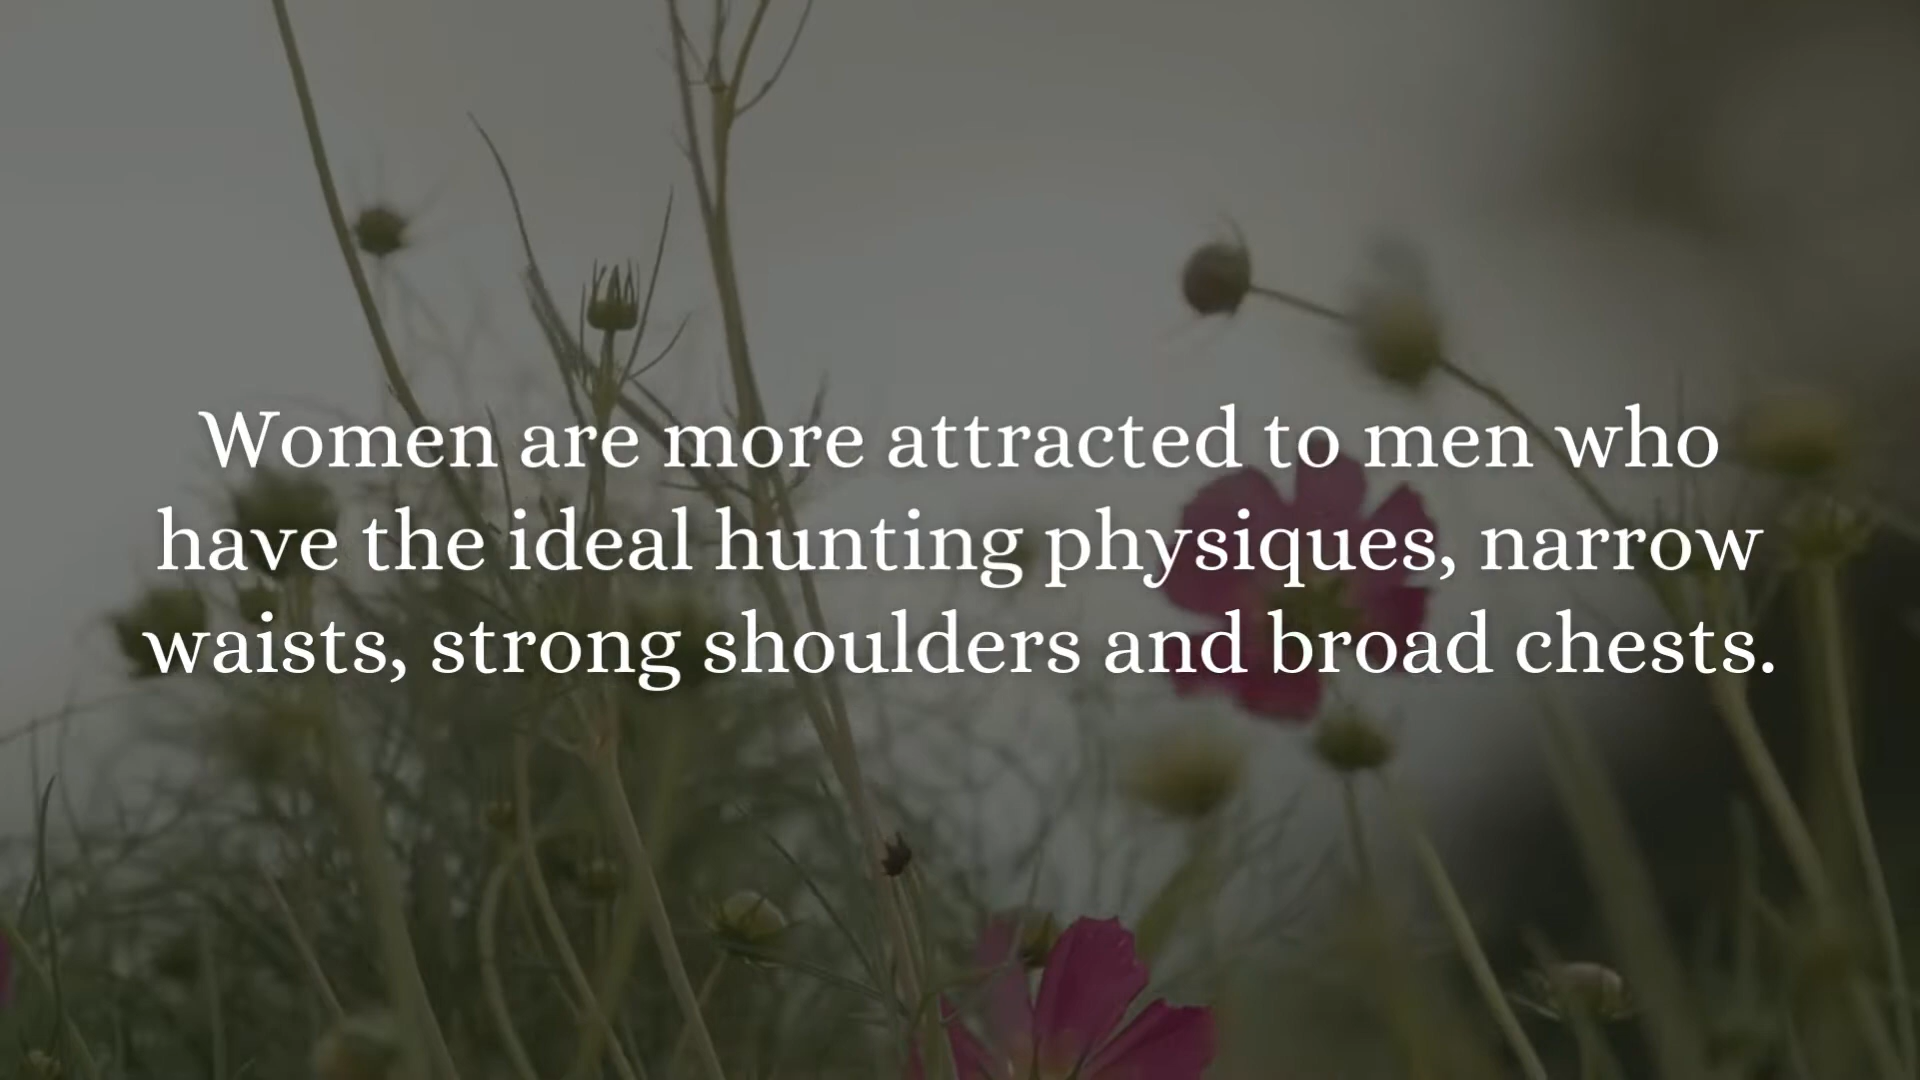 Women are more attracted to men who
have the ideal hunting physiques, narrow
waists, strong shoulders and broad chests.